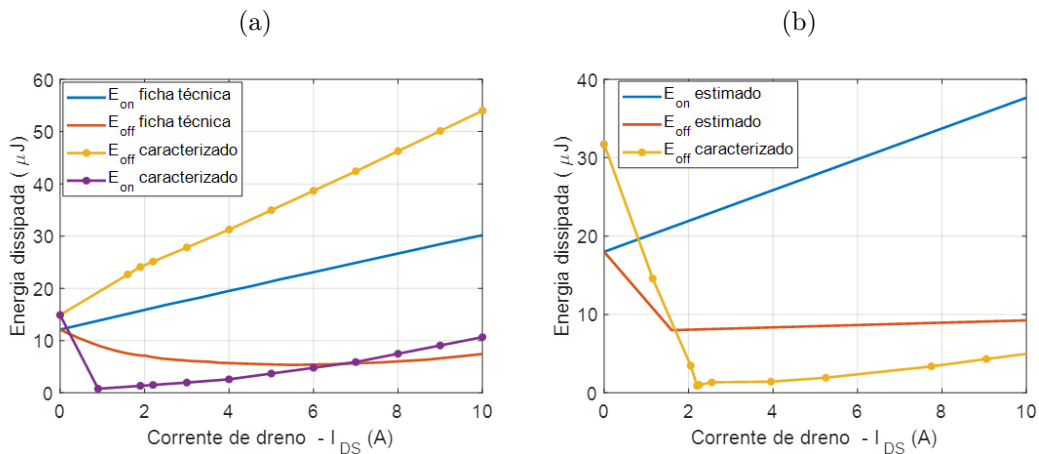 (a)
(b)
60
50
40
30
20
10
0
Energia dissipada ( μJ)
E_on ficha técnica
E_off ficha técnica
E_off caracterizado
E_on caracterizado
0 2 4 6 8 10
Corrente de dreno - I_DS (A)
40
30
20
10
0
Energia dissipada ( μJ)
E_on estimado
E_off estimado
E_off caracterizado
0 2 4 6 8 10
Corrente de dreno - I_DS (A)